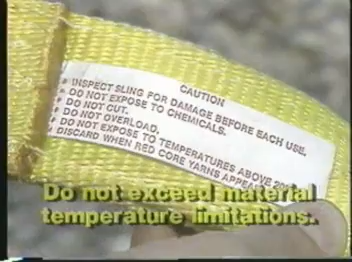 CAUTION
• INSPECT SLING FOR DAMAGE BEFORE EACH USE.
• DO NOT EXPOSE TO CHEMICALS.
• DO NOT CUT.
• DO NOT OVERLOAD.
• DO NOT EXPOSE TO TEMPERATURES ABOVE
• DISCARD WHEN RED CORE YARNS
Do not exceed material
temperature limitations.